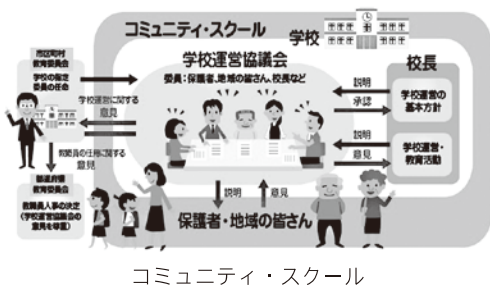 コミュニティ・スクール
学校
市区町村
教育委員会
学校の指定
委員の任命
学校運営協議会
委員：保護者、地域の皆さん、校長など
校長
説明
承認
学校運営の
基本方針
学校運営に関する
意見
説明
意見
学校運営・
教育活動
教職員の任用に関する
意見
都道府県
教育委員会
教職員人事の決定
(学校運営協議会の
意見を尊重)
説明
意見
保護者・地域の皆さん
コミュニティ・スクール